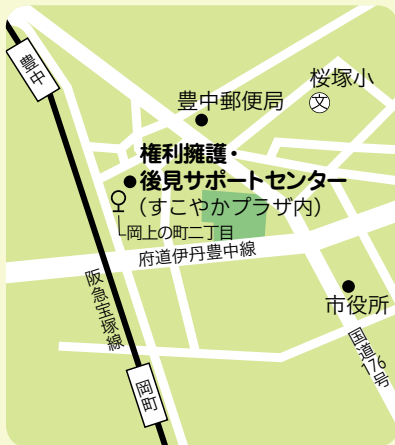 豊中
桜塚小
文
豊中郵便局
権利擁護・
後見サポートセンター
（すこやかプラザ内）
岡上の町二丁目
府道伊丹豊中線
阪急宝塚線
市役所
国道176号
岡町